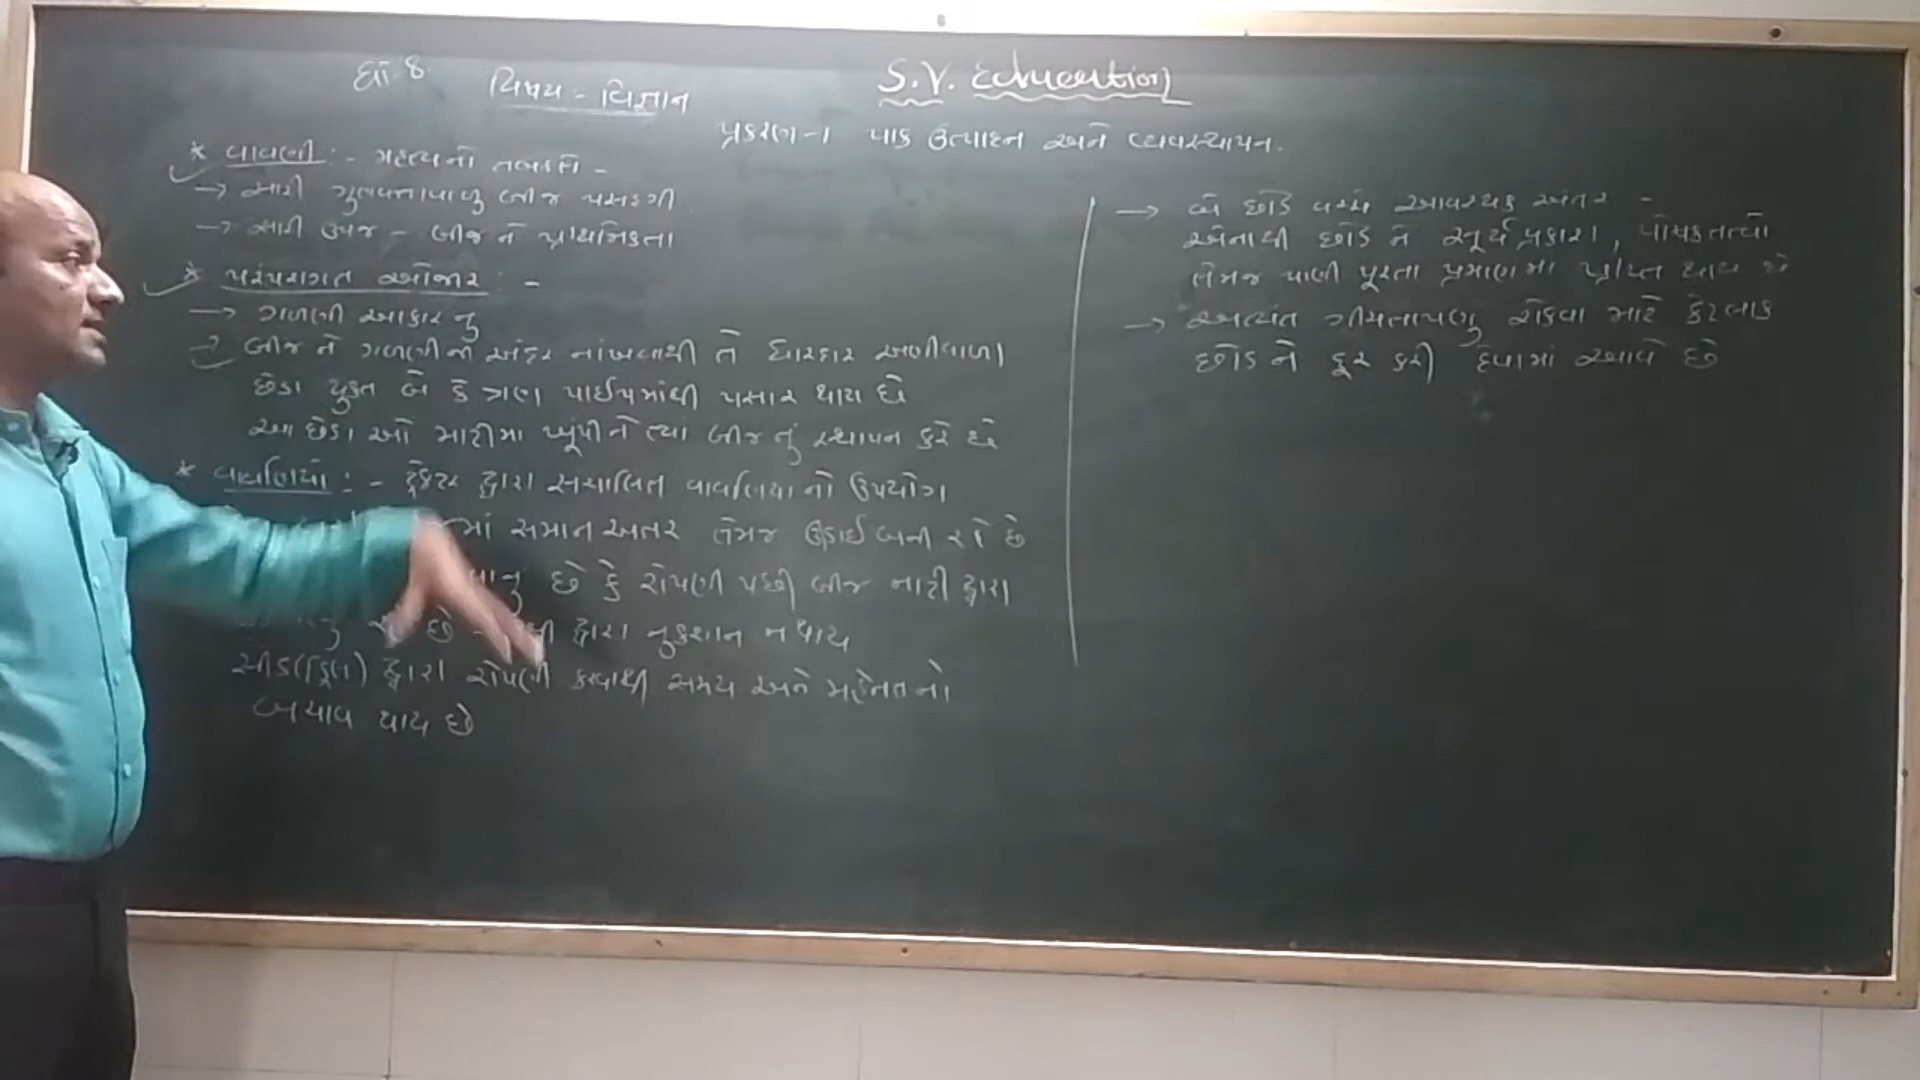 ધો. 8.
વિષય - વિજ્ઞાન
S.V. Education
પ્રકરણ-1 પાક ઉત્પાદન અને વ્યવસ્થાપન.
* વાવણી :- મહત્વનો તબક્કો -
→ સારી ગુણવત્તાવાળુ બીજ પસંદગી
→ સારી ઉપજ - બીજ ને પ્રાથમિકતા
* પરંપરાગત ઓજાર : -
→ ગળણી આકાર નુ
→ બીજ ને ગળણીની અંદર નાંખવાથી તે ધારદાર અણીવાળા
છેડા યુક્ત બે કે ત્રણ પાઈપમાંથી પસાર થાય છે
આ છેડા ઓ માટીમા ખૂંપીને ત્યા બીજ નું સ્થાપન કરે છે
* વાવણિયો : - ટ્રેક્ટર દ્વારા સંચાલિત વાવણિયા નો ઉપયોગ
માં સમાન અતર તેમજ ઉંડાઈ બની રહે છે
છે કે રોપણી પછી બીજ માટી દ્વારા
છે - દ્વારા નુકશાન ન થાય
સીડ(ડ્રિલ) દ્વારા રોપણી કરવાથી સમય અને મહેનત નો
બચાવ થાય છે
→ બે છોડ વચ્ચે આવશ્યક અંતર -
એનાથી છોડ ને સૂર્યપ્રકાશ, પોષકતત્વો
તેમજ પાણી પૂરતા પ્રમાણમા પ્રાપ્ત થાય છે
→ અત્યંત ગીચતાપણુ રોકવા માટે કેટલાક
છોડ ને દૂર કરી દેવામાં આવે છે